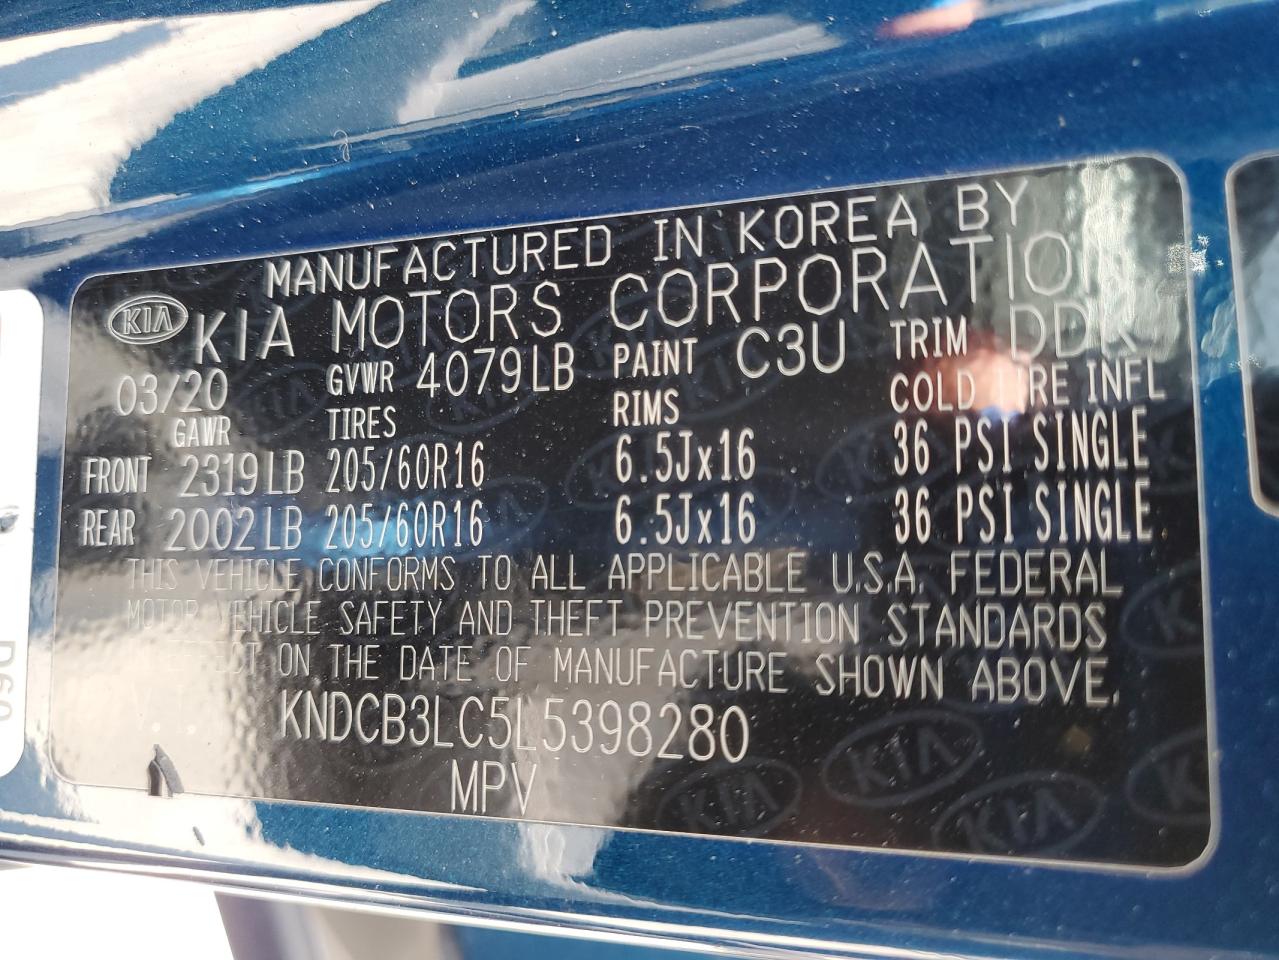 MANUFACTURED IN KOREA BY
KIA KIA MOTORS CORPORATION
03/20 GVWR 4079LB PAINT C3U TRIM DDK
GAWR TIRES RIMS COLD TIRE INFL
FRONT 2319LB 205/60R16 6.5Jx16 36 PSI SINGLE
REAR 2002LB 205/60R16 6.5Jx16 36 PSI SINGLE
THIS VEHICLE CONFORMS TO ALL APPLICABLE U.S.A. FEDERAL
MOTOR VEHICLE SAFETY AND THEFT PREVENTION STANDARDS
IN EFFECT ON THE DATE OF MANUFACTURE SHOWN ABOVE.
KNDCB3LC5L5398280
MPV